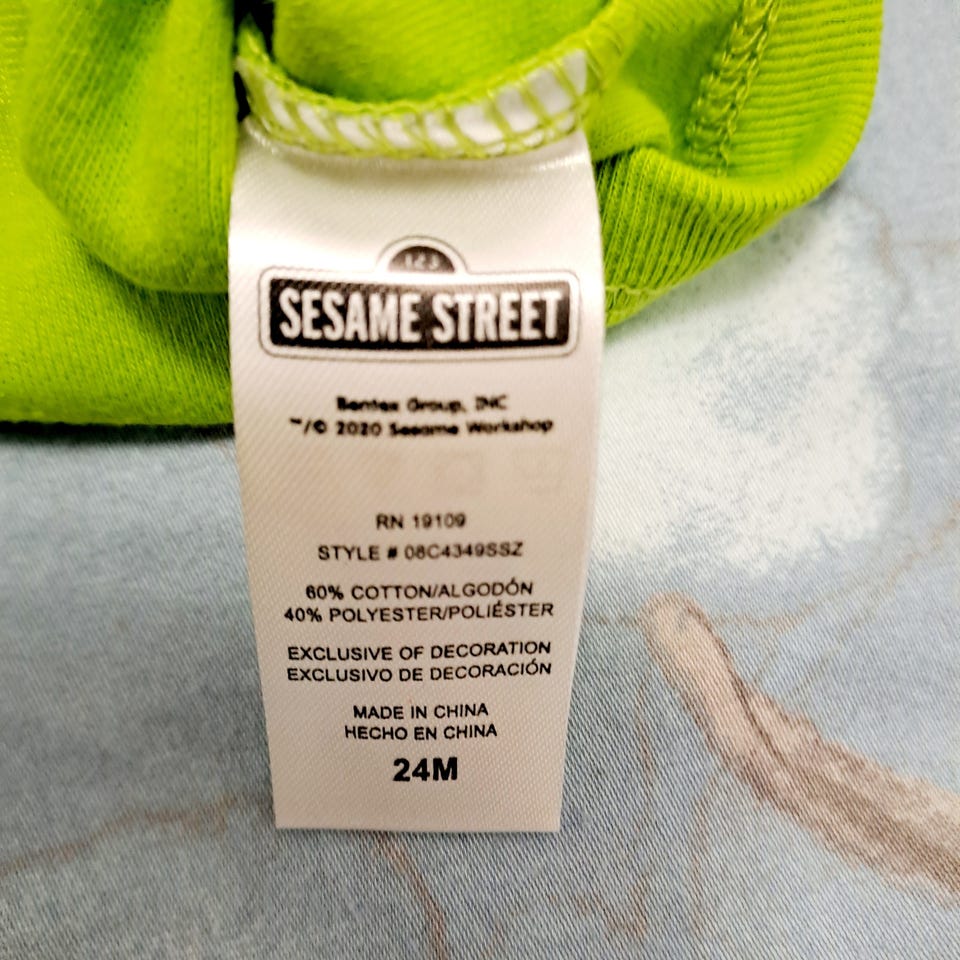 123
SESAME STREET
Bentex Group, INC
™/© 2020 Sesame Workshop
RN 19109
STYLE # 08C4349SSZ
60% COTTON/ALGODÓN
40% POLYESTER/POLIÉSTER
EXCLUSIVE OF DECORATION
EXCLUSIVO DE DECORACIÓN
MADE IN CHINA
HECHO EN CHINA
24M